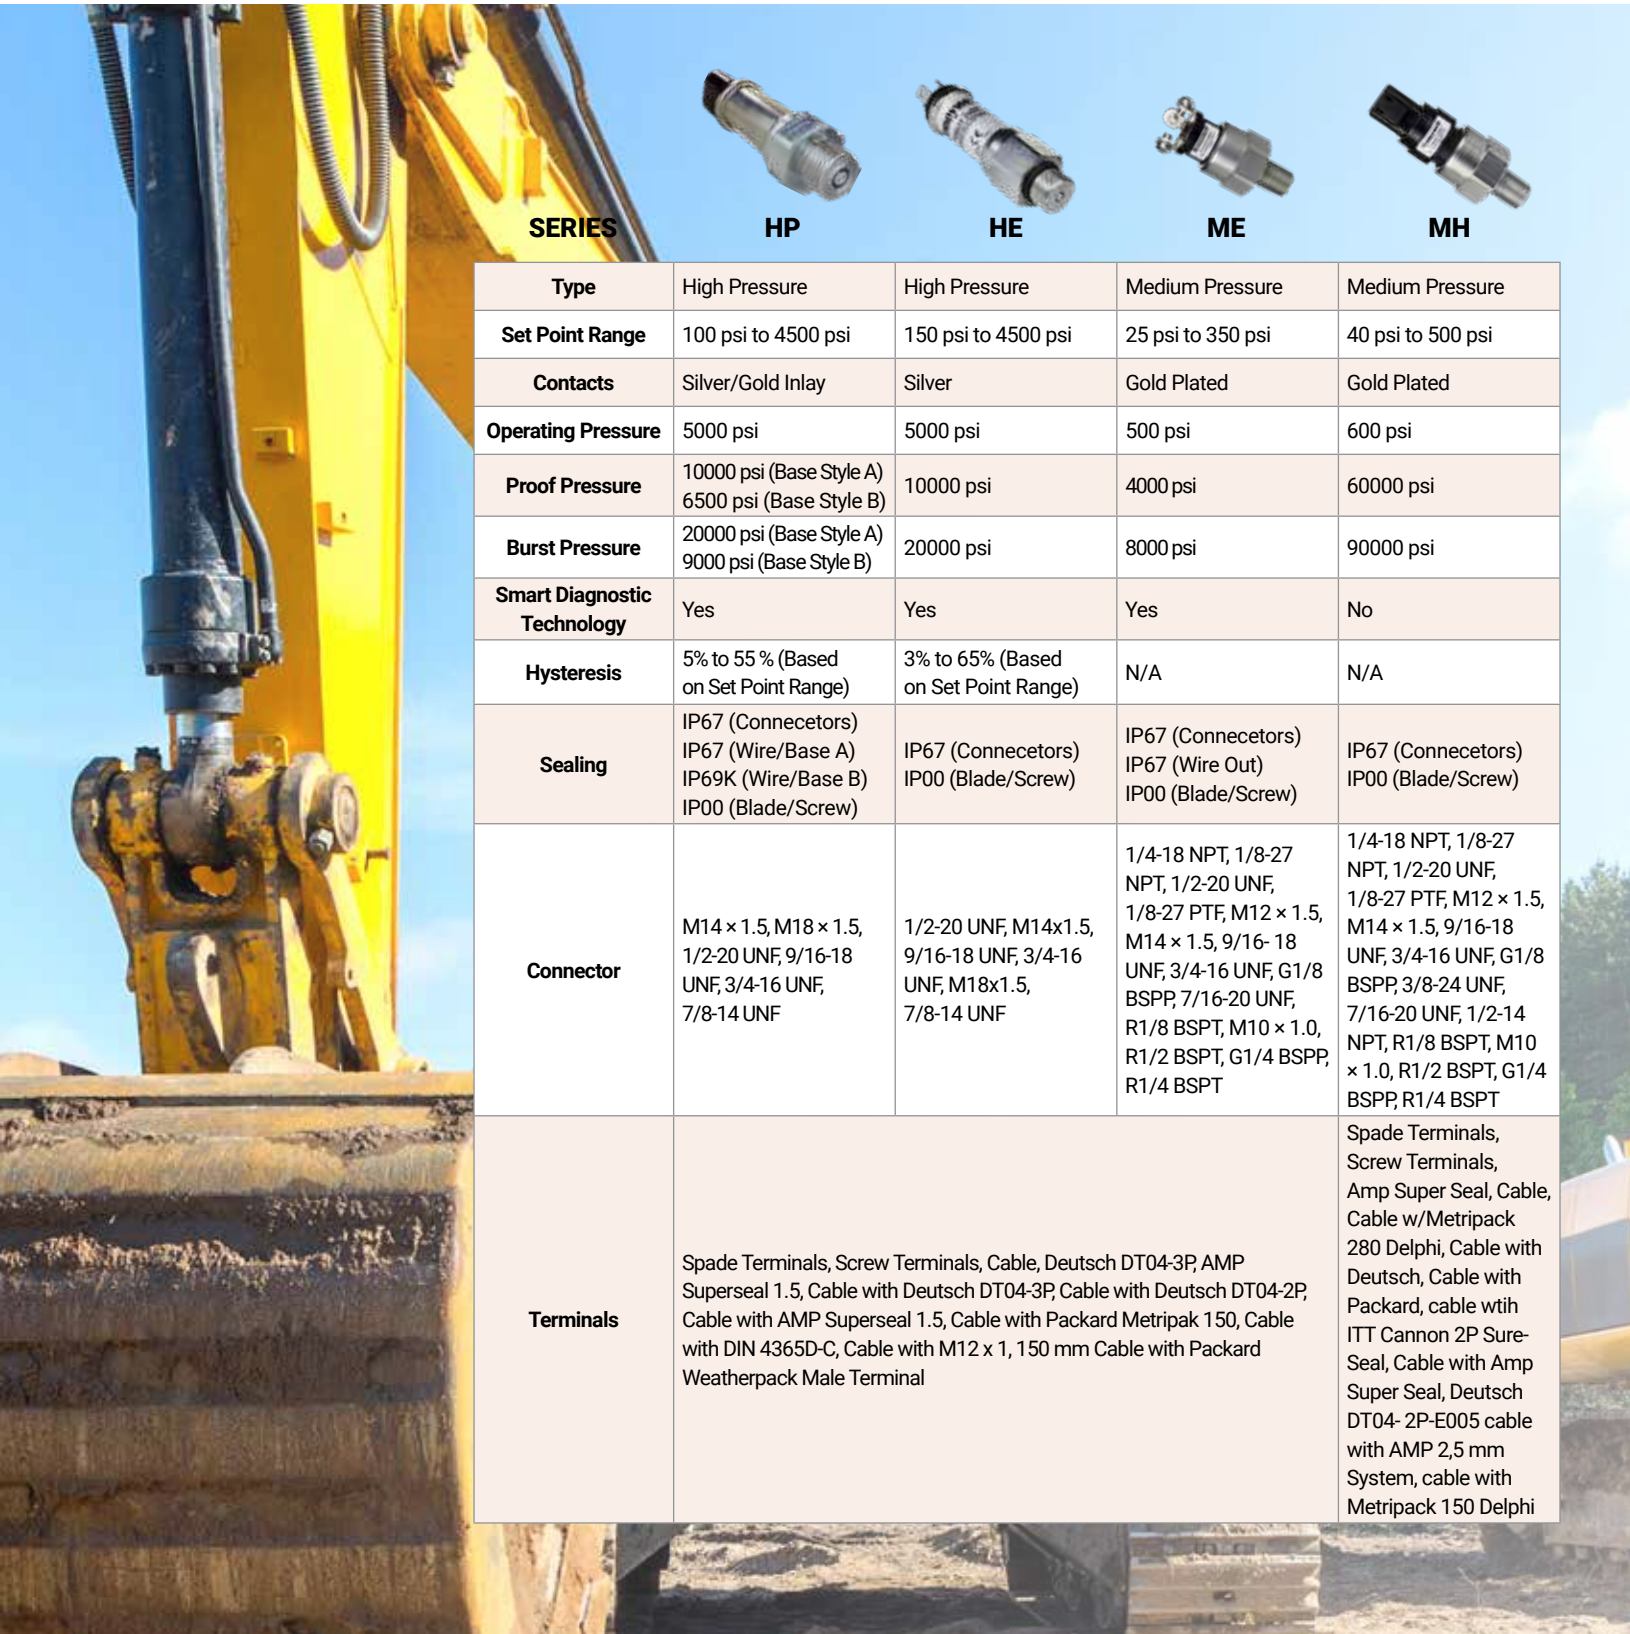 SERIES HP HE ME MH
Type High Pressure High Pressure Medium Pressure Medium Pressure
Set Point Range 100 psi to 4500 psi 150 psi to 4500 psi 25 psi to 350 psi 40 psi to 500 psi
Contacts Silver/Gold Inlay Silver Gold Plated Gold Plated
Operating Pressure 5000 psi 5000 psi 500 psi 600 psi
Proof Pressure
10000 psi (Base Style A)
6500 psi (Base Style B)
10000 psi
4000 psi
60000 psi
Burst Pressure
20000 psi (Base Style A)
9000 psi (Base Style B)
20000 psi
8000 psi
90000 psi
Smart Diagnostic
Technology
Yes
Yes
Yes
No
Hysteresis
5% to 55 % (Based
on Set Point Range)
3% to 65% (Based
on Set Point Range)
N/A
N/A
Sealing
IP67 (Connecetors)
IP67 (Wire/Base A)
IP69K (Wire/Base B)
IP00 (Blade/Screw)
IP67 (Connecetors)
IP00 (Blade/Screw)
IP67 (Connecetors)
IP67 (Wire Out)
IP00 (Blade/Screw)
IP67 (Connecetors)
IP00 (Blade/Screw)
Connector
M14 × 1.5, M18 × 1.5,
1/2-20 UNF, 9/16-18
UNF, 3/4-16 UNF,
7/8-14 UNF
1/2-20 UNF, M14x1.5,
9/16-18 UNF, 3/4-16
UNF, M18x1.5,
7/8-14 UNF
1/4-18 NPT, 1/8-27
NPT, 1/2-20 UNF,
1/8-27 PTF, M12 × 1.5,
M14 × 1.5, 9/16- 18
UNF, 3/4-16 UNF, G1/8
BSPP, 7/16-20 UNF,
R1/8 BSPT, M10 × 1.0,
R1/2 BSPT, G1/4 BSPP,
R1/4 BSPT
1/4-18 NPT, 1/8-27
NPT, 1/2-20 UNF,
1/8-27 PTF, M12 × 1.5,
M14 × 1.5, 9/16-18
UNF, 3/4-16 UNF, G1/8
BSPP, 3/8-24 UNF,
7/16-20 UNF, 1/2-14
NPT, R1/8 BSPT, M10
× 1.0, R1/2 BSPT, G1/4
BSPP, R1/4 BSPT
Terminals
Spade Terminals, Screw Terminals, Cable, Deutsch DT04-3P, AMP
Superseal 1.5, Cable with Deutsch DT04-3P, Cable with Deutsch DT04-2P,
Cable with AMP Superseal 1.5, Cable with Packard Metripak 150, Cable
with DIN 4365D-C, Cable with M12 x 1, 150 mm Cable with Packard
Weatherpack Male Terminal
Spade Terminals,
Screw Terminals,
Amp Super Seal, Cable,
Cable w/Metripack
280 Delphi, Cable with
Deutsch, Cable with
Packard, cable wtih
ITT Cannon 2P Sure-
Seal, Cable with Amp
Super Seal, Deutsch
DT04- 2P-E005 cable
with AMP 2,5 mm
System, cable with
Metripack 150 Delphi